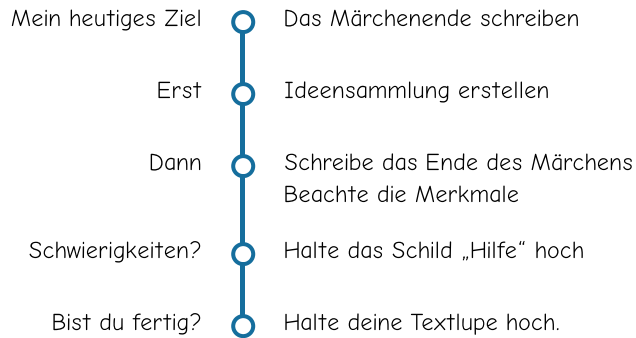 Mein heutiges Ziel Das Märchenende schreiben
Erst Ideensammlung erstellen
Dann Schreibe das Ende des Märchens
Beachte die Merkmale
Schwierigkeiten? Halte das Schild „Hilfe“ hoch
Bist du fertig? Halte deine Textlupe hoch.